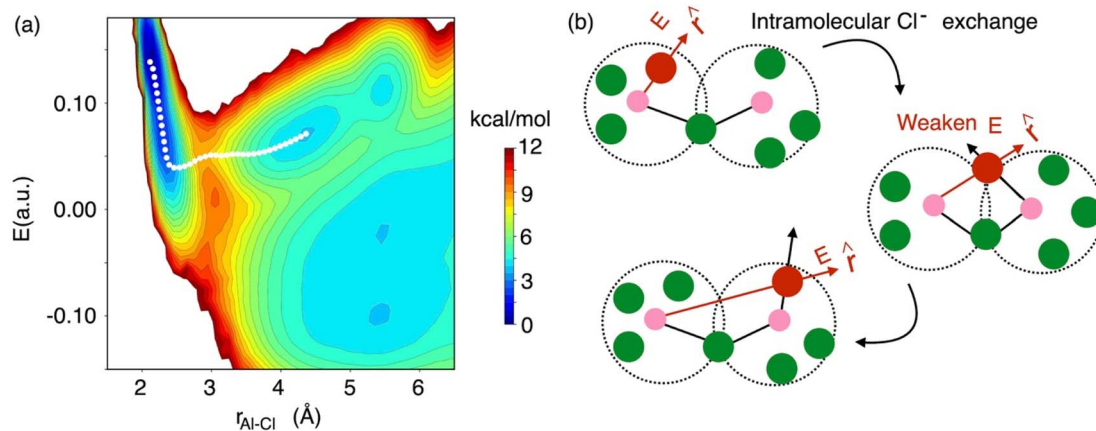 (a)
E(a.u.)
0.10
0.00
-0.10
2 3 4 5 6
r_Al-Cl (Å)
kcal/mol
12
9
6
3
0
(b)
Intramolecular Cl⁻ exchange
E r̂
Weaken E r̂
E r̂